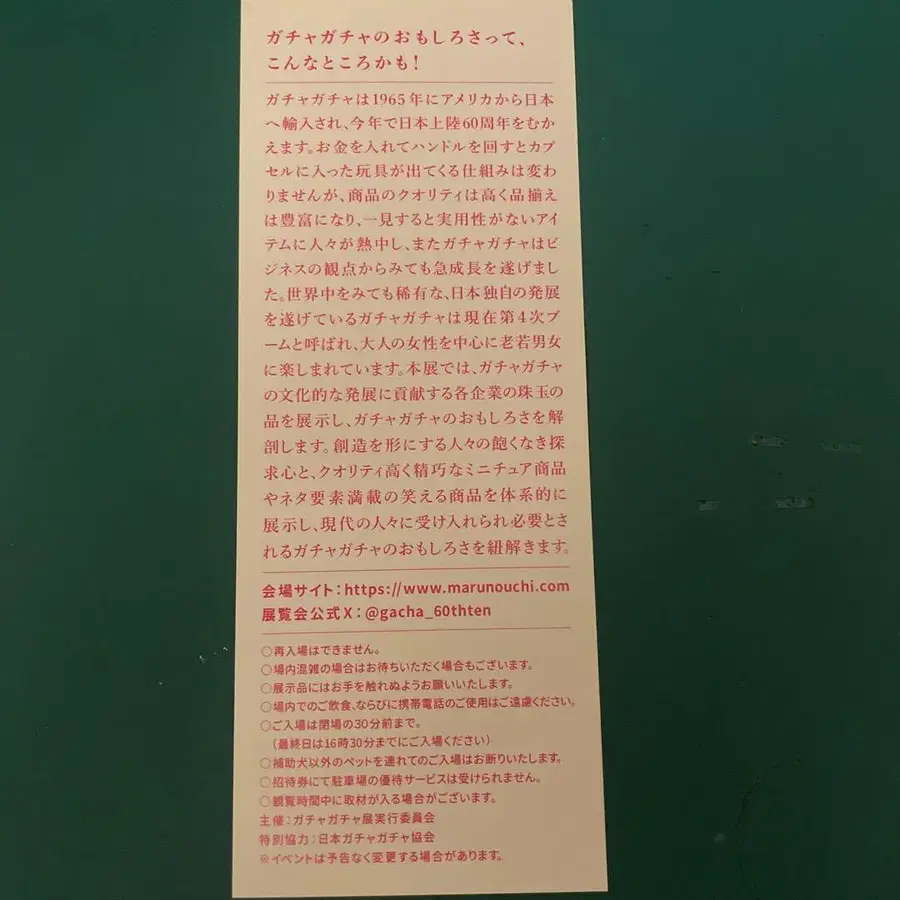 ガチャガチャのおもしろさって、
こんなところかも！
ガチャガチャは1965年にアメリカから日本
へ輸入され、今年で日本上陸60周年をむか
えます。お金を入れてハンドルを回すとカプ
セルに入った玩具が出てくる仕組みは変わ
りませんが、商品のクオリティは高く品揃え
は豊富になり、一見すると実用性がないアイ
テムに人々が熱中し、またガチャガチャはビ
ジネスの観点からみても急成長を遂げまし
た。世界中をみても稀有な、日本独自の発展
を遂げているガチャガチャは現在第4次ブ
ームと呼ばれ、大人の女性を中心に老若男女
に楽しまれています。本展では、ガチャガチャ
の文化的な発展に貢献する各企業の珠玉の
品を展示し、ガチャガチャのおもしろさを解
剖します。創造を形にする人々の飽くなき探
求心と、クオリティ高く精巧なミニチュア商品
やネタ要素満載の笑える商品を体系的に
展示し、現代の人々に受け入れられ必要とさ
れるガチャガチャのおもしろさを紐解きます。
会場サイト：https://www.marunouchi.com
展覧会公式X：@gacha_60thten
○再入場はできません。
○場内混雑の場合はお待ちいただく場合もございます。
○展示品にはお手を触れぬようお願いいたします。
○場内でのご飲食、ならびに携帯電話のご使用はご遠慮ください。
○ご入場は閉場の30分前まで。
（最終日は16時30分までにご入場ください）
○補助犬以外のペットを連れてのご入場はお断りいたします。
○招待券にて駐車場の優待サービスは受けられません。
○観覧時間中に取材が入る場合がございます。
主催：ガチャガチャ展実行委員会
特別協力：日本ガチャガチャ協会
※イベントは予告なく変更する場合があります。